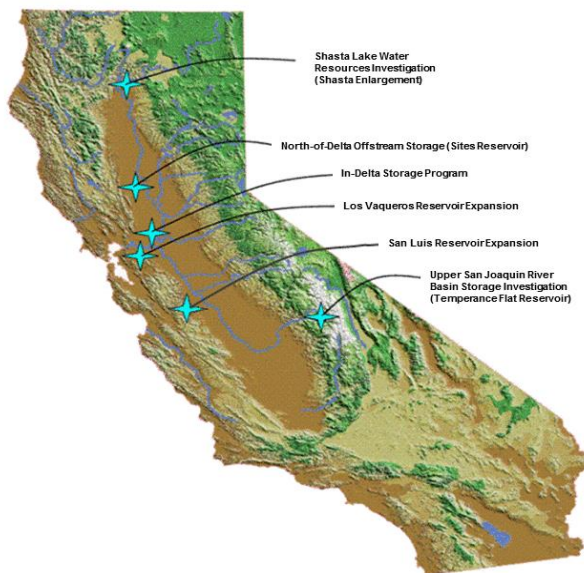 Shasta Lake Water
Resources Investigation
(Shasta Enlargement)
North-of-Delta Offstream Storage (Sites Reservoir)
In-Delta Storage Program
Los Vaqueros Reservoir Expansion
San Luis Reservoir Expansion
Upper San Joaquin River
Basin Storage Investigation
(Temperance Flat Reservoir)